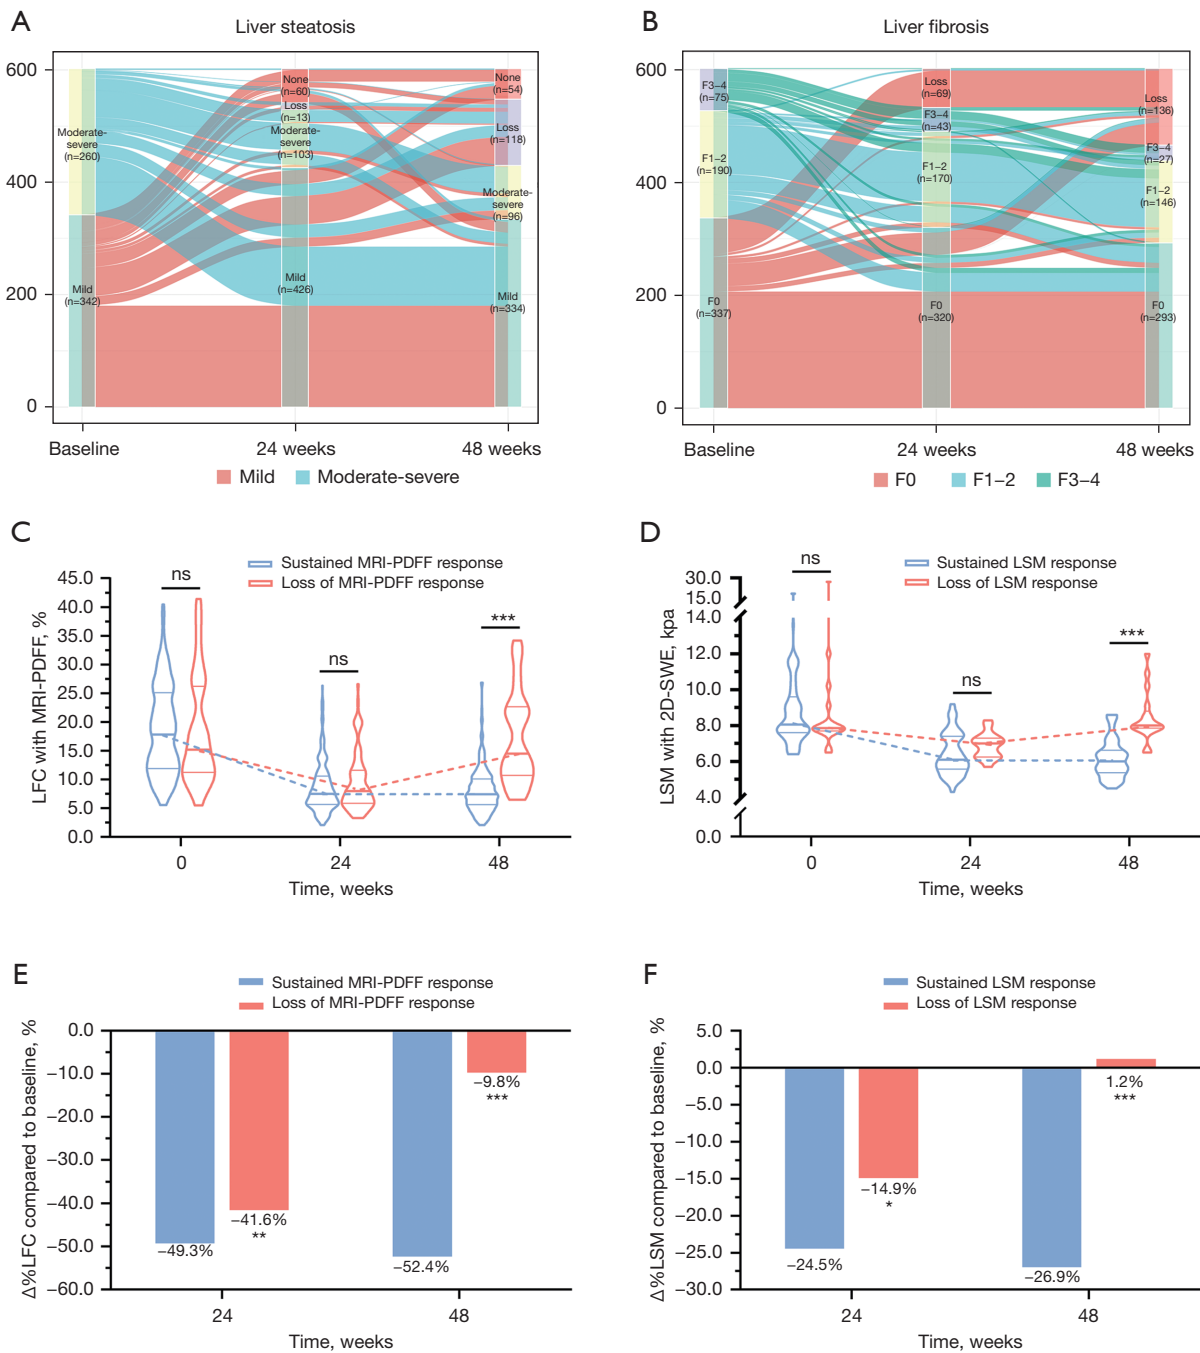 A
Liver steatosis
600
400
200
0
Moderate-
severe
(n=260)
Mild
(n=342)
None
(n=60)
Loss
(n=13)
Moderate-
severe
(n=103)
Mild
(n=426)
None
(n=54)
Loss
(n=118)
Moderate-
severe
(n=96)
Mild
(n=334)
Baseline
24 weeks
48 weeks
Mild
Moderate-severe
B
Liver fibrosis
600
400
200
0
F3–4
(n=75)
F1–2
(n=190)
F0
(n=337)
Loss
(n=69)
F3–4
(n=43)
F1–2
(n=170)
F0
(n=320)
Loss
(n=136)
F3–4
(n=27)
F1–2
(n=146)
F0
(n=293)
Baseline
24 weeks
48 weeks
F0
F1–2
F3–4
C
Sustained MRI-PDFF response
Loss of MRI-PDFF response
LFC with MRI-PDFF, %
45.0
40.0
35.0
30.0
25.0
20.0
15.0
10.0
5.0
0.0
ns
ns
***
0
24
48
Time, weeks
D
Sustained LSM response
Loss of LSM response
LSM with 2D-SWE, kpa
30.0
15.0
14.0
12.0
10.0
8.0
6.0
4.0
0.0
ns
ns
***
0
24
48
Time, weeks
E
Sustained MRI-PDFF response
Loss of MRI-PDFF response
Δ%LFC compared to baseline, %
0.0
−10.0
−20.0
−30.0
−40.0
−50.0
−60.0
−49.3%
−41.6%
**
−52.4%
−9.8%
***
24
48
Time, weeks
F
Sustained LSM response
Loss of LSM response
Δ%LSM compared to baseline, %
5.0
0.0
−5.0
−10.0
−15.0
−20.0
−25.0
−30.0
−24.5%
−14.9%
*
−26.9%
1.2%
***
24
48
Time, weeks